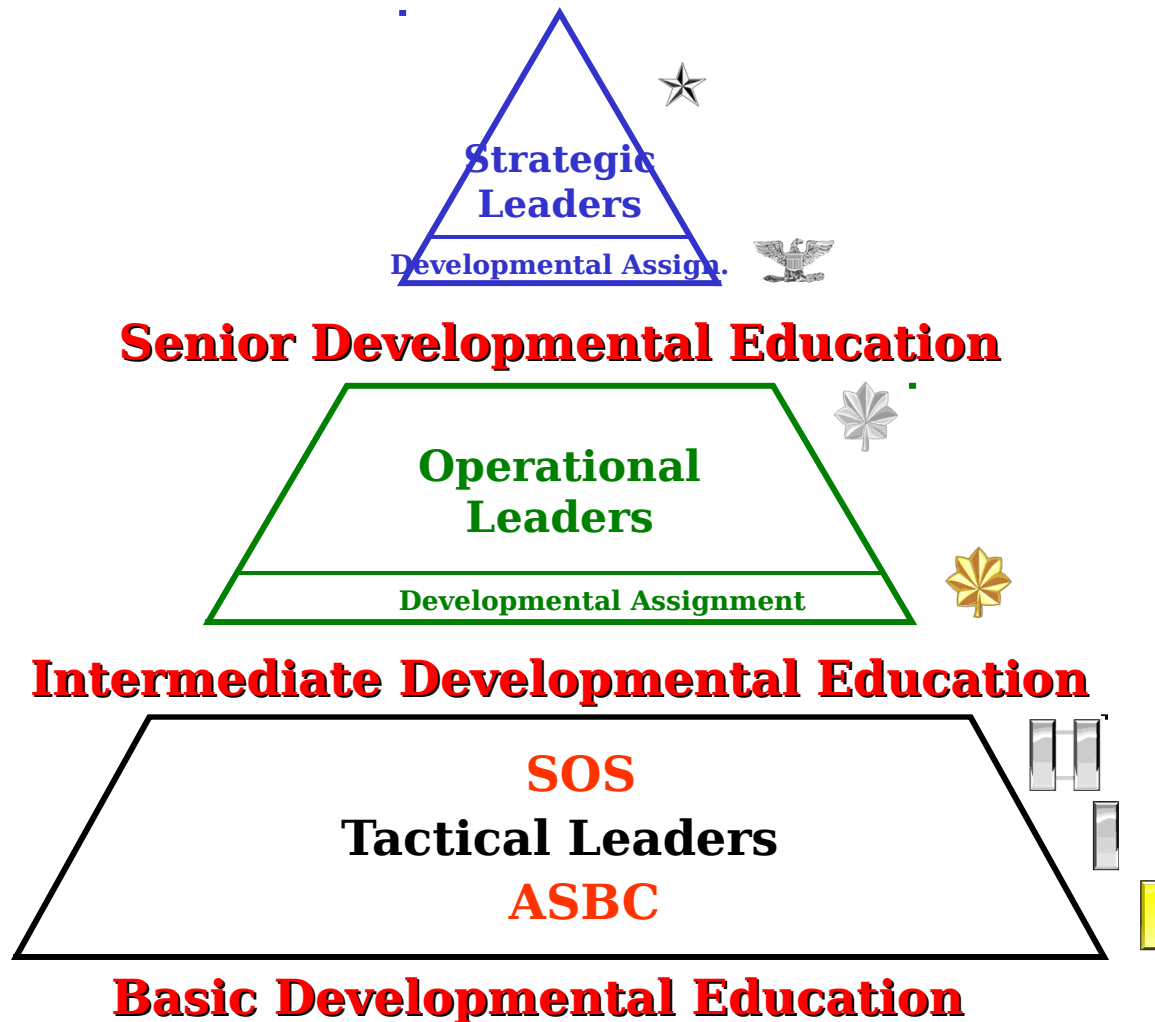 Strategic
Leaders
Developmental Assign.
Senior Developmental Education
Operational
Leaders
Developmental Assignment
Intermediate Developmental Education
SOS
Tactical Leaders
ASBC
Basic Developmental Education